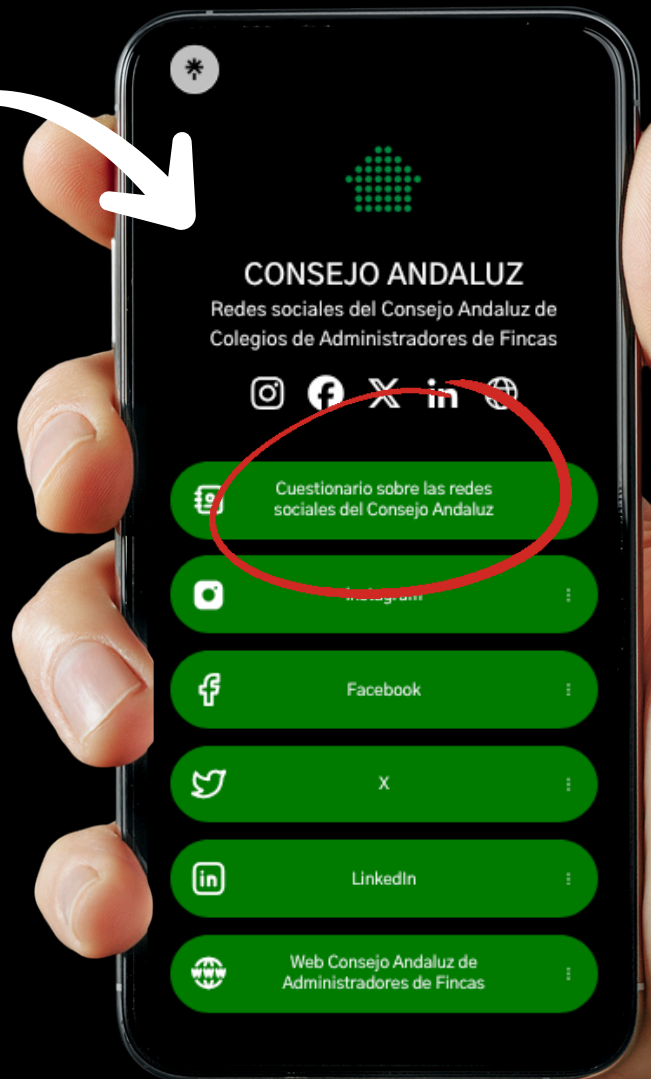 CONSEJO ANDALUZ
Redes sociales del Consejo Andaluz de
Colegios de Administradores de Fincas
Cuestionario sobre las redes
sociales del Consejo Andaluz
Instagram
Facebook
X
LinkedIn
Web Consejo Andaluz de
Administradores de Fincas